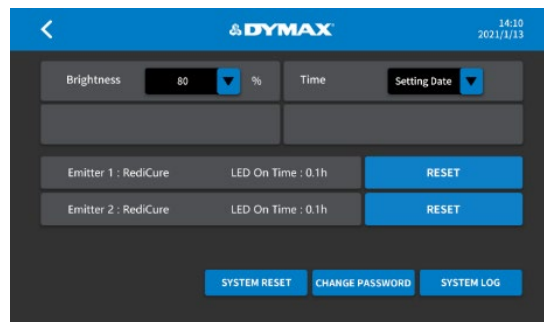 DYMAX
14:10
2021/1/13
Brightness 80 % Time Setting Date
Emitter 1 : RediCure LED On Time : 0.1h RESET
Emitter 2 : RediCure LED On Time : 0.1h RESET
SYSTEM RESET CHANGE PASSWORD SYSTEM LOG